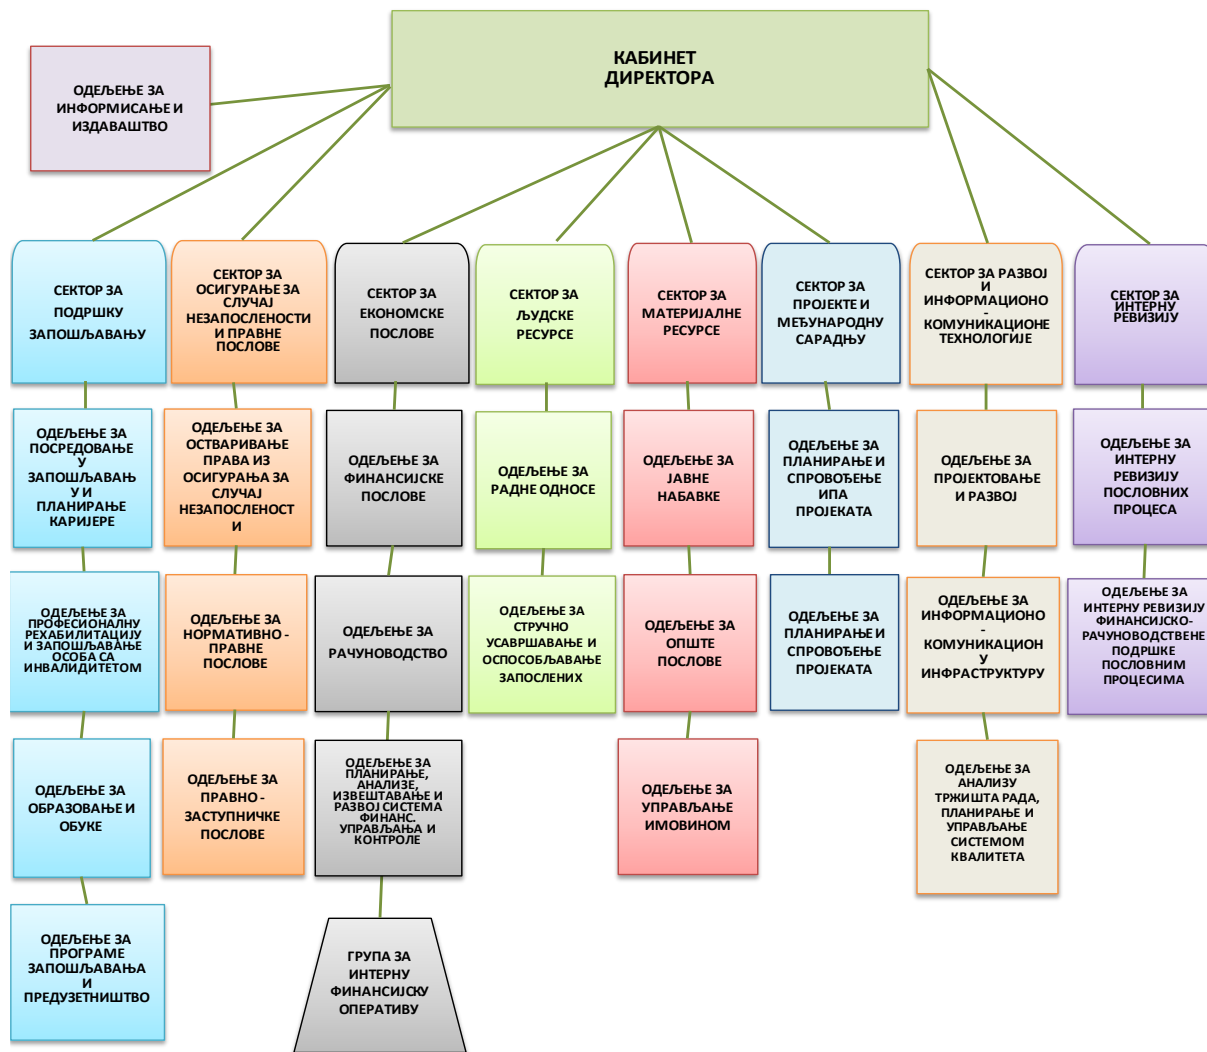 КАБИНЕТ
ДИРЕКТОРА
ОДЕЉЕЊЕ ЗА
ИНФОРМИСАЊЕ И
ИЗДАВАШТВО
СЕКТОР ЗА
ПОДРШКУ
ЗАПОШЉАВАЊУ
СЕКТОР ЗА
ОСИГУРАЊЕ ЗА
СЛУЧАЈ
НЕЗАПОСЛЕНОСТИ
И ПРАВНЕ
ПОСЛОВЕ
СЕКТОР ЗА
ЕКОНОМСКЕ
ПОСЛОВЕ
СЕКТОР ЗА
ЉУДСКЕ
РЕСУРСЕ
СЕКТОР ЗА
МАТЕРИЈАЛНЕ
РЕСУРСЕ
СЕКТОР ЗА
ПРОЈЕКТЕ И
МЕЂУНАРОДНУ
САРАДЊУ
СЕКТОР ЗА РАЗВОЈ
И
ИНФОРМАЦИОНО
- КОМУНИКАЦИОНЕ
ТЕХНОЛОГИЈЕ
СЕКТОР ЗА
ИНТЕРНУ
РЕВИЗИЈУ
ОДЕЉЕЊЕ ЗА
ПОСРЕДОВАЊЕ
У
ЗАПОШЉАВАЊ
У И
ПЛАНИРАЊЕ
КАРИЈЕРЕ
ОДЕЉЕЊЕ ЗА
ОСТВАРИВАЊЕ
ПРАВА ИЗ
ОСИГУРАЊА ЗА
СЛУЧАЈ
НЕЗАПОСЛЕНОСТ
И
ОДЕЉЕЊЕ ЗА
ФИНАНСИЈСКЕ
ПОСЛОВЕ
ОДЕЉЕЊЕ ЗА
РАДНЕ ОДНОСЕ
ОДЕЉЕЊЕ ЗА
ЈАВНЕ
НАБАВКЕ
ОДЕЉЕЊЕ ЗА
ПЛАНИРАЊЕ И
СПРОВОЂЕЊЕ
ИПА
ПРОЈЕКАТА
ОДЕЉЕЊЕ ЗА
ПРОЈЕКТОВАЊЕ
И РАЗВОЈ
ОДЕЉЕЊЕ ЗА
ИНТЕРНУ
РЕВИЗИЈУ
ПОСЛОВНИХ
ПРОЦЕСА
ОДЕЉЕЊЕ ЗА
ПРОФЕСИОНАЛНУ
РЕХАБИЛИТАЦИЈУ
И ЗАПОШЉАВАЊЕ
ОСОБА СА
ИНВАЛИДИТЕТОМ
ОДЕЉЕЊЕ ЗА
НОРМАТИВНО -
ПРАВНЕ
ПОСЛОВЕ
ОДЕЉЕЊЕ ЗА
РАЧУНОВОДСТВО
ОДЕЉЕЊЕ ЗА
СТРУЧНО
УСАВРШАВАЊЕ И
ОСПОСОБЉАВАЊЕ
ЗАПОСЛЕНИХ
ОДЕЉЕЊЕ ЗА
ОПШТЕ
ПОСЛОВЕ
ОДЕЉЕЊЕ ЗА
ПЛАНИРАЊЕ И
СПРОВОЂЕЊЕ
ПРОЈЕКАТА
ОДЕЉЕЊЕ ЗА
ИНФОРМАЦИОНО
-
КОМУНИКАЦИОН
У
ИНФРАСТРУКТУРУ
ОДЕЉЕЊЕ ЗА
ИНТЕРНУ РЕВИЗИЈУ
ФИНАНСИЈСКО-
РАЧУНОВОДСТВЕНЕ
ПОДРШКЕ
ПОСЛОВНИМ
ПРОЦЕСИМА
ОДЕЉЕЊЕ ЗА
ОБРАЗОВАЊЕ И
ОБУКЕ
ОДЕЉЕЊЕ ЗА
ПРАВНО -
ЗАСТУПНИЧКЕ
ПОСЛОВЕ
ОДЕЉЕЊЕ ЗА
ПЛАНИРАЊЕ,
АНАЛИЗЕ,
ИЗВЕШТАВАЊЕ И
РАЗВОЈ СИСТЕМА
ФИНАНС.
УПРАВЉАЊА И
КОНТРОЛЕ
ОДЕЉЕЊЕ ЗА
УПРАВЉАЊЕ
ИМОВИНОМ
ОДЕЉЕЊЕ ЗА
АНАЛИЗУ
ТРЖИШТА РАДА,
ПЛАНИРАЊЕ И
УПРАВЉАЊЕ
СИСТЕМОМ
КВАЛИТЕТА
ОДЕЉЕЊЕ ЗА
ПРОГРАМЕ
ЗАПОШЉАВАЊА
И
ПРЕДУЗЕТНИШТВО
ГРУПА ЗА
ИНТЕРНУ
ФИНАНСИЈСКУ
ОПЕРАТИВУ